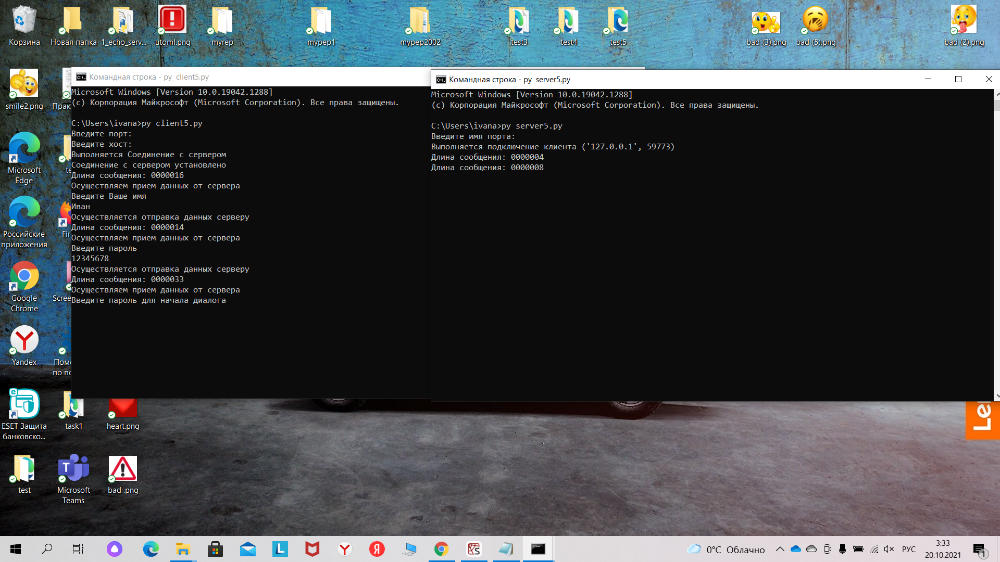 Корзина
Новая папка
1_echo_serv...
utoml.png
myrep
mypep1
mypep2002
test3
test4
test5
bad (3).png
bad (5).png
bad (2).png
smile2.png
Microsoft
Edge
Российские
приложения
Google
Chrome
Yandex
по
ESET Защита
банковско...
task1
heart.png
test
Microsoft
Teams
bad .png
Командная строка - py  client5.py
Microsoft Windows [Version 10.0.19042.1288]
(c) Корпорация Майкрософт (Microsoft Corporation). Все права защищены.
C:\Users\ivana>py client5.py
Введите порт:
Введите хост:
Выполняется Соединение с сервером
Соединение с сервером установлено
Длина сообщения: 0000016
Осуществляем прием данных от сервера
Введите Ваше имя
Иван
Осуществляется отправка данных серверу
Длина сообщения: 0000014
Осуществляем прием данных от сервера
Введите пароль
12345678
Осуществляется отправка данных серверу
Длина сообщения: 0000033
Осуществляем прием данных от сервера
Введите пароль для начала диалога
Командная строка - py  server5.py
Microsoft Windows [Version 10.0.19042.1288]
(c) Корпорация Майкрософт (Microsoft Corporation). Все права защищены.
C:\Users\ivana>py server5.py
Введите имя порта:
Выполняется подключение клиента ('127.0.0.1', 59773)
Длина сообщения: 0000004
Длина сообщения: 0000008
0°C Облачно
РУС
3:33
20.10.2021
1